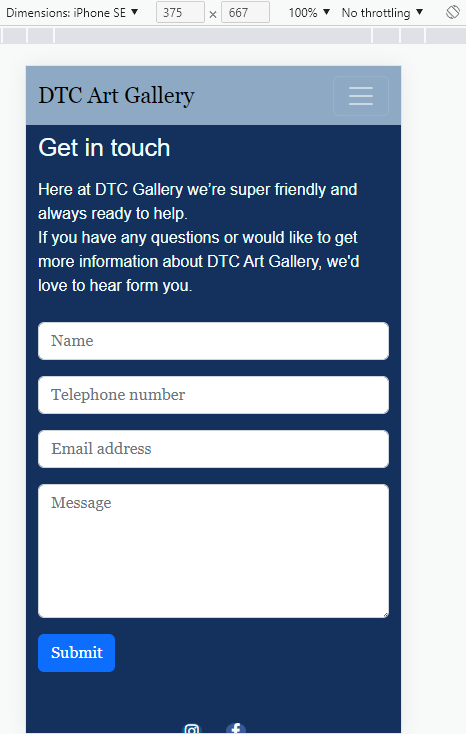 Dimensions: iPhone SE ▼ 375 × 667 100% ▼ No throttling ▼
DTC Art Gallery
Get in touch
Here at DTC Gallery we’re super friendly and
always ready to help.
If you have any questions or would like to get
more information about DTC Art Gallery, we'd
love to hear form you.
Name
Telephone number
Email address
Message
Submit